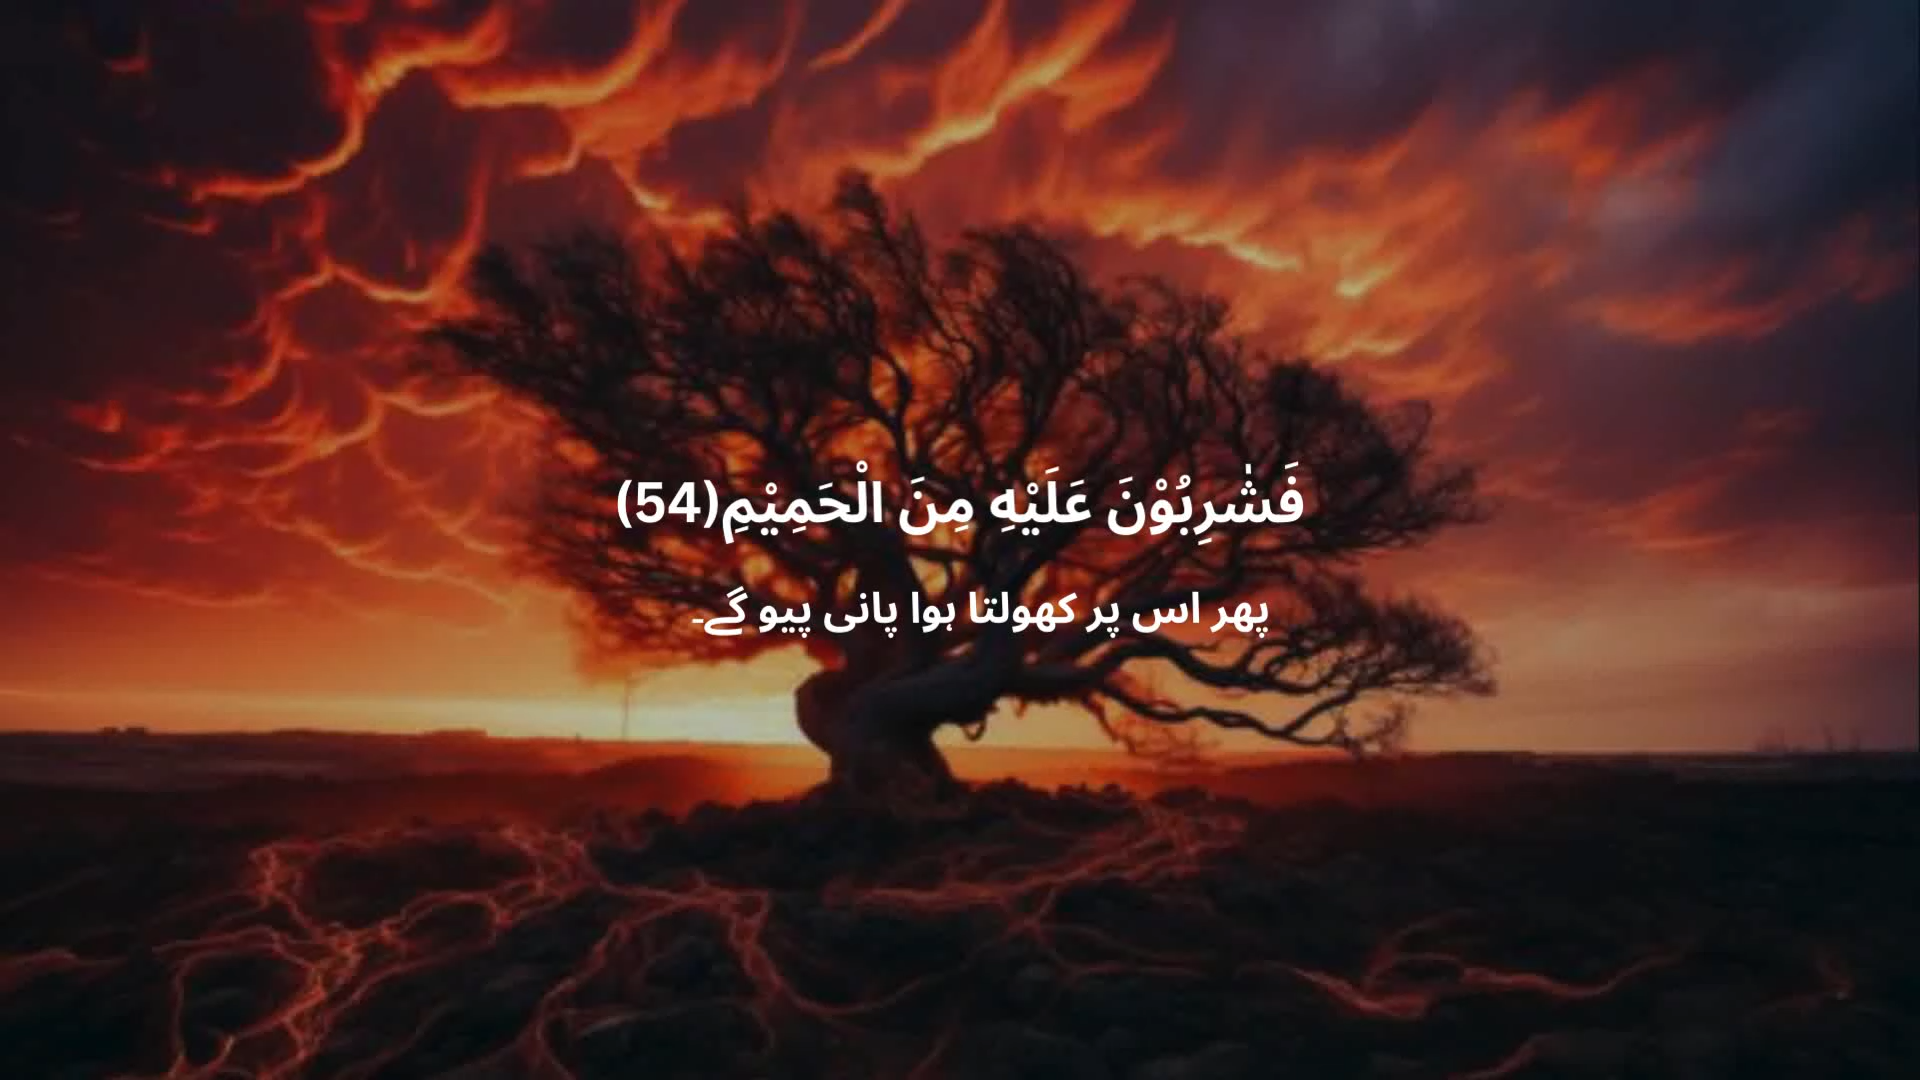 فَشٰرِبُوْنَ عَلَيْهِ مِنَ الْحَمِيْمِ(54)
پھر اس پر کھولتا ہوا پانی پیو گے۔